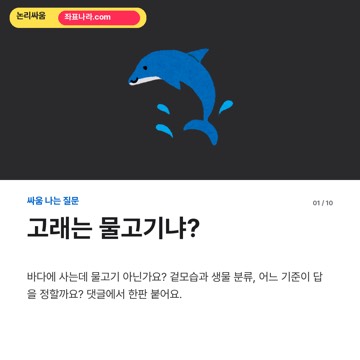 논리싸움 좌표나라.com
싸움 나는 질문
01 / 10
고래는 물고기냐?
바다에 사는데 물고기 아닌가요? 겉모습과 생물 분류, 어느 기준이 답
을 정할까요? 댓글에서 한판 붙어요.